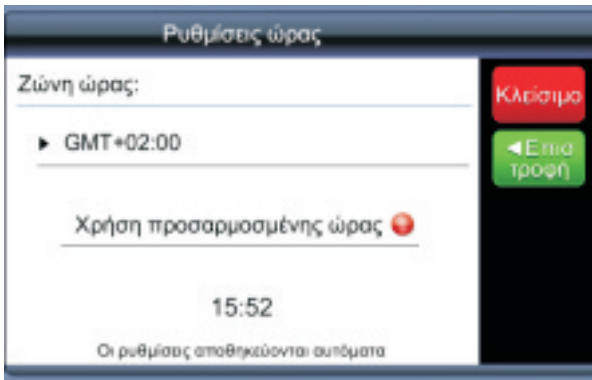 Ρυθμίσεις ώρας
Ζώνη ώρας:
GMT+02:00
Χρήση προσαρμοσμένης ώρας
15:52
Οι ρυθμίσεις αποθηκεύονται αυτόματα
Κλείσιμο
◄Επισ
τροφή